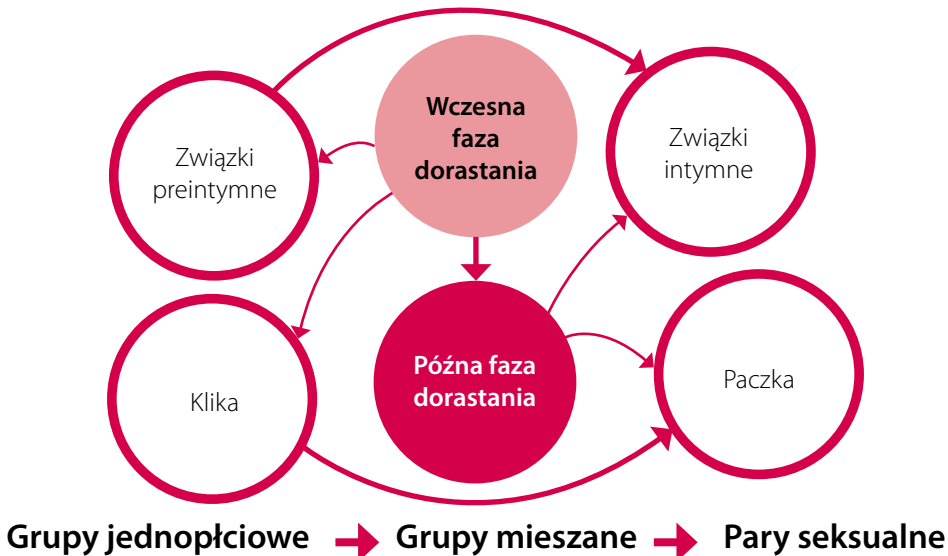 Wczesna
faza
dorastania
Związki
preintymne
Związki
intymne
Późna faza
dorastania
Klika
Paczka
Grupy jednopłciowe Grupy mieszane Pary seksualne